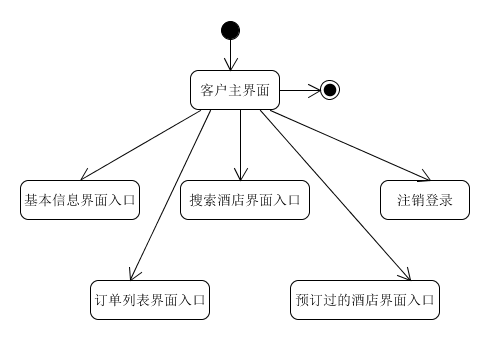 客户主界面
基本信息界面入口
搜索酒店界面入口
注销登录
订单列表界面入口
预订过的酒店界面入口